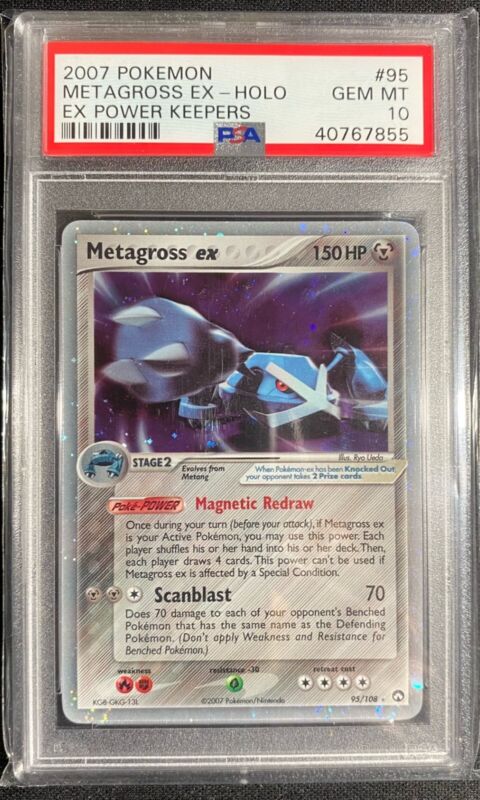 2007 POKEMON #95
METAGROSS EX - HOLO GEM MT
EX POWER KEEPERS 10
PSA 40767855
Metagross ex 150 HP
Illus. Ryo Ueda
STAGE 2
Evolves from
Metang
When Pokémon-ex has been Knocked Out,
your opponent takes 2 Prize cards.
Poké-POWER Magnetic Redraw
Once during your turn (before your attack), if Metagross ex
is your Active Pokémon, you may use this power. Each
player shuffles his or her hand into his or her deck. Then,
each player draws 4 cards. This power can't be used if
Metagross ex is affected by a Special Condition.
Scanblast 70
Does 70 damage to each of your opponent's Benched
Pokémon that has the same name as the Defending
Pokémon. (Don't apply Weakness and Resistance for
Benched Pokémon.)
weakness resistance -30 retreat cost
KGB-GKG-13L ©2007 Pokémon/Nintendo 95/108